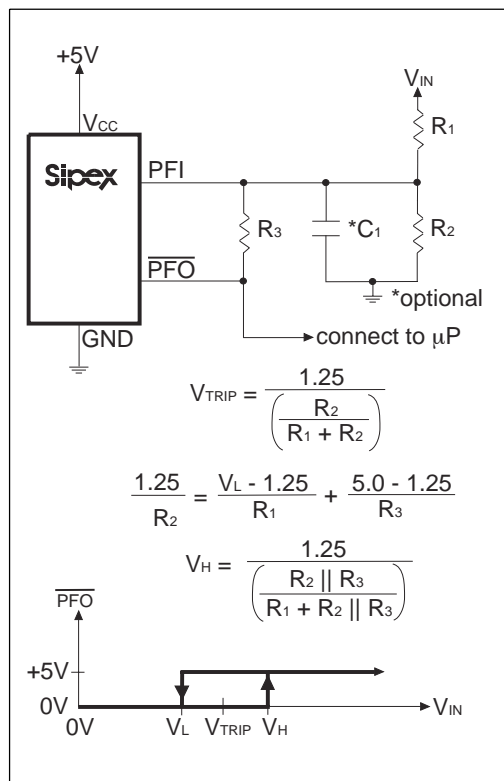 +5V
VIN
VCC
R1
Sipex
PFI
R3
*C1
R2
PFO
*optional
GND
connect to μP
VTRIP = 1.25 / (R2 / (R1 + R2))
1.25 / R2 = (VL - 1.25) / R1 + (5.0 - 1.25) / R3
VH = 1.25 / (R2 || R3 / (R1 + R2 || R3))
PFO
+5V
0V
0V VL VTRIP VH VIN